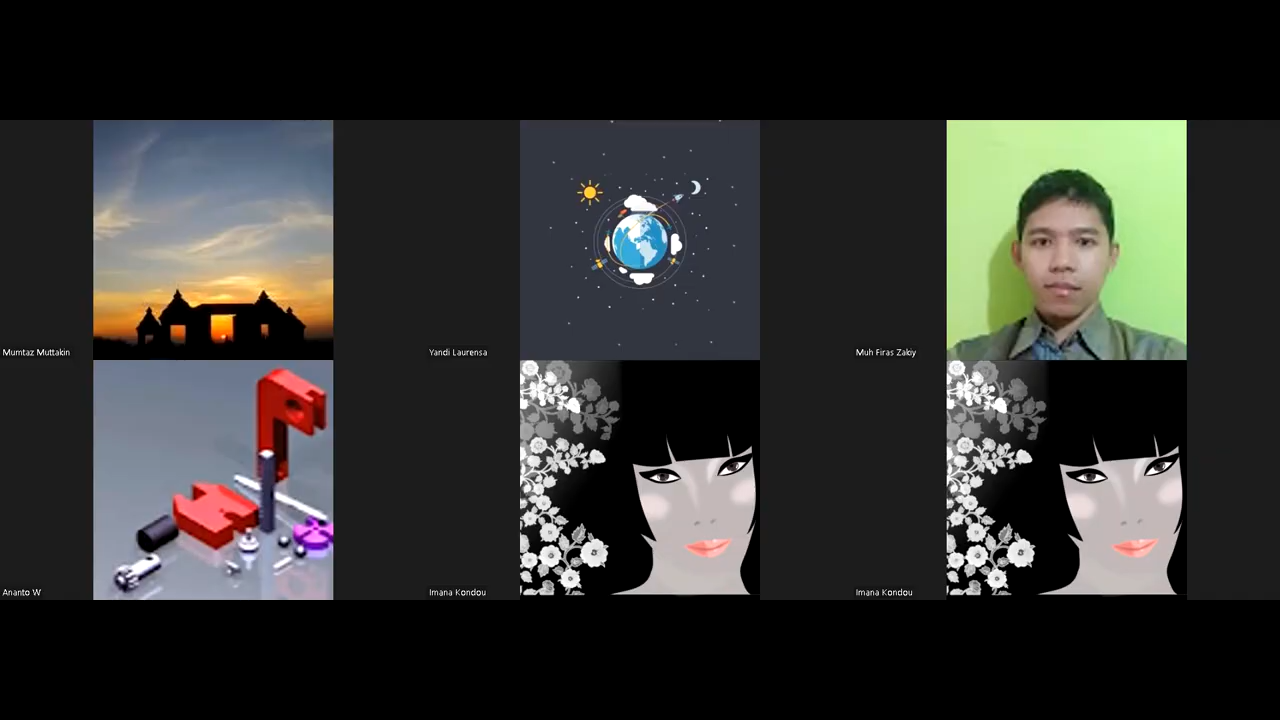 Mumtaz Muttakin
Yandi Laurensa
Muh Firas Zakiy
Ananto W
Imana Kondou
Imana Kondou